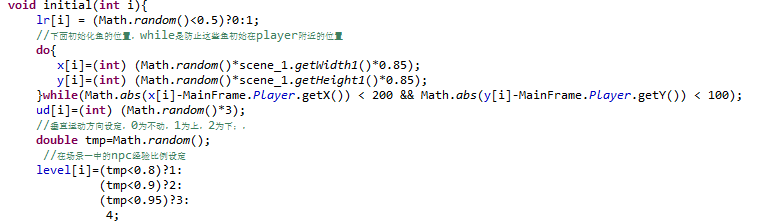 void initial(int i){
lr[i] = (Math.random()<0.5)?0:1;
//下面初始化鱼的位置，while是防止这些鱼初始在player附近的位置
do{
x[i]=(int) (Math.random()*scene_1.getWidth1()*0.85);
y[i]=(int) (Math.random()*scene_1.getHeight1()*0.85);
}while(Math.abs(x[i]-MainFrame.Player.getX()) < 200 && Math.abs(y[i]-MainFrame.Player.getY()) < 100);
ud[i]=(int) (Math.random()*3);
//垂直运动方向设定，0为不动，1为上，2为下；.
double tmp=Math.random();
//在场景一中的npc经验比例设定
level[i]=(tmp<0.8)?1:
(tmp<0.9)?2:
(tmp<0.95)?3:
4;